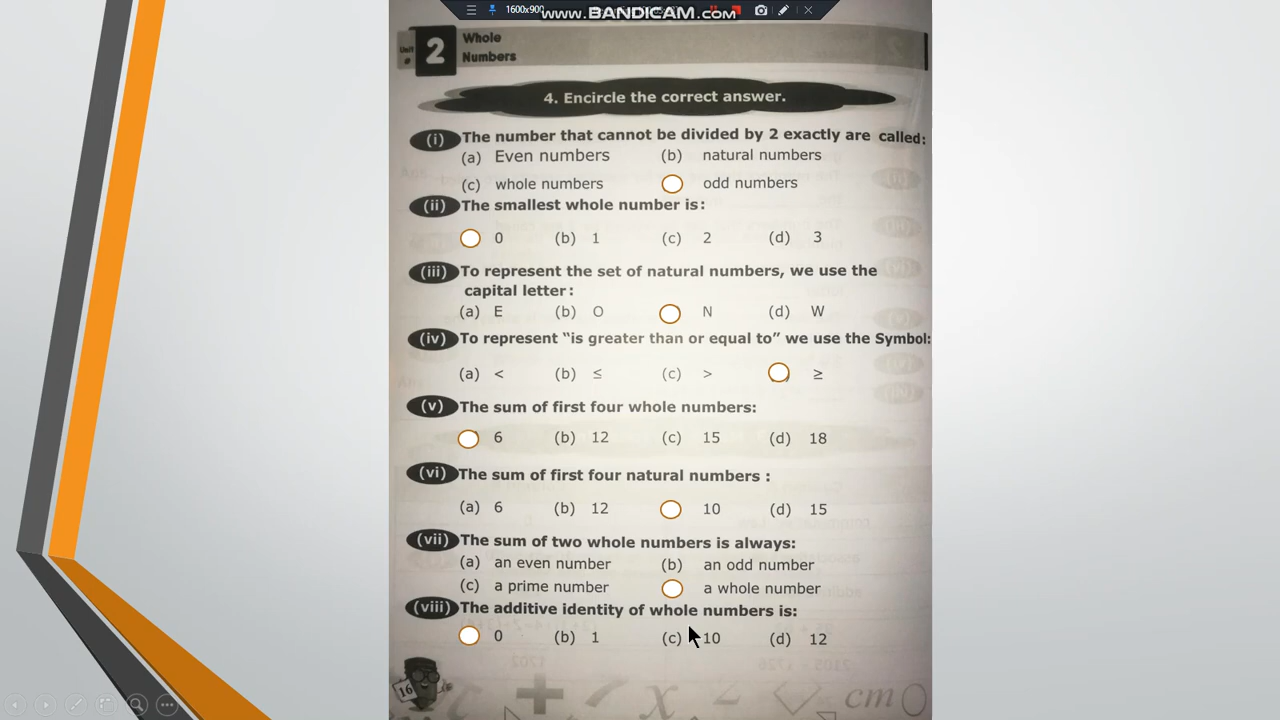 1600x900
www.BANDICAM.com
Unit 2 Whole
Numbers
4. Encircle the correct answer.
(i) The number that cannot be divided by 2 exactly are called:
(a) Even numbers (b) natural numbers
(c) whole numbers odd numbers
(ii) The smallest whole number is:
0 (b) 1 (c) 2 (d) 3
(iii) To represent the set of natural numbers, we use the
capital letter:
(a) E (b) O N (d) W
(iv) To represent “is greater than or equal to” we use the Symbol:
(a) < (b) ≤ (c) > ≥
(v) The sum of first four whole numbers:
6 (b) 12 (c) 15 (d) 18
(vi) The sum of first four natural numbers :
(a) 6 (b) 12 10 (d) 15
(vii) The sum of two whole numbers is always:
(a) an even number (b) an odd number
(c) a prime number a whole number
(viii) The additive identity of whole numbers is:
0 (b) 1 (c) 10 (d) 12
16
+ x cm